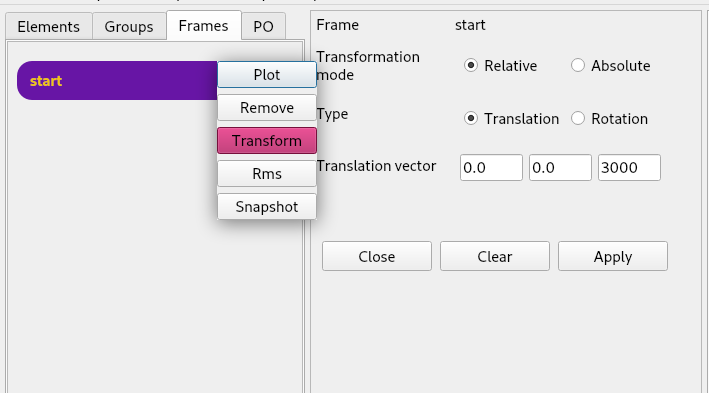 Elements Groups Frames PO
start
Plot
Remove
Transform
Rms
Snapshot
Frame start
Transformation
mode
Relative Absolute
Type
Translation Rotation
Translation vector 0.0 0.0 3000
Close Clear Apply